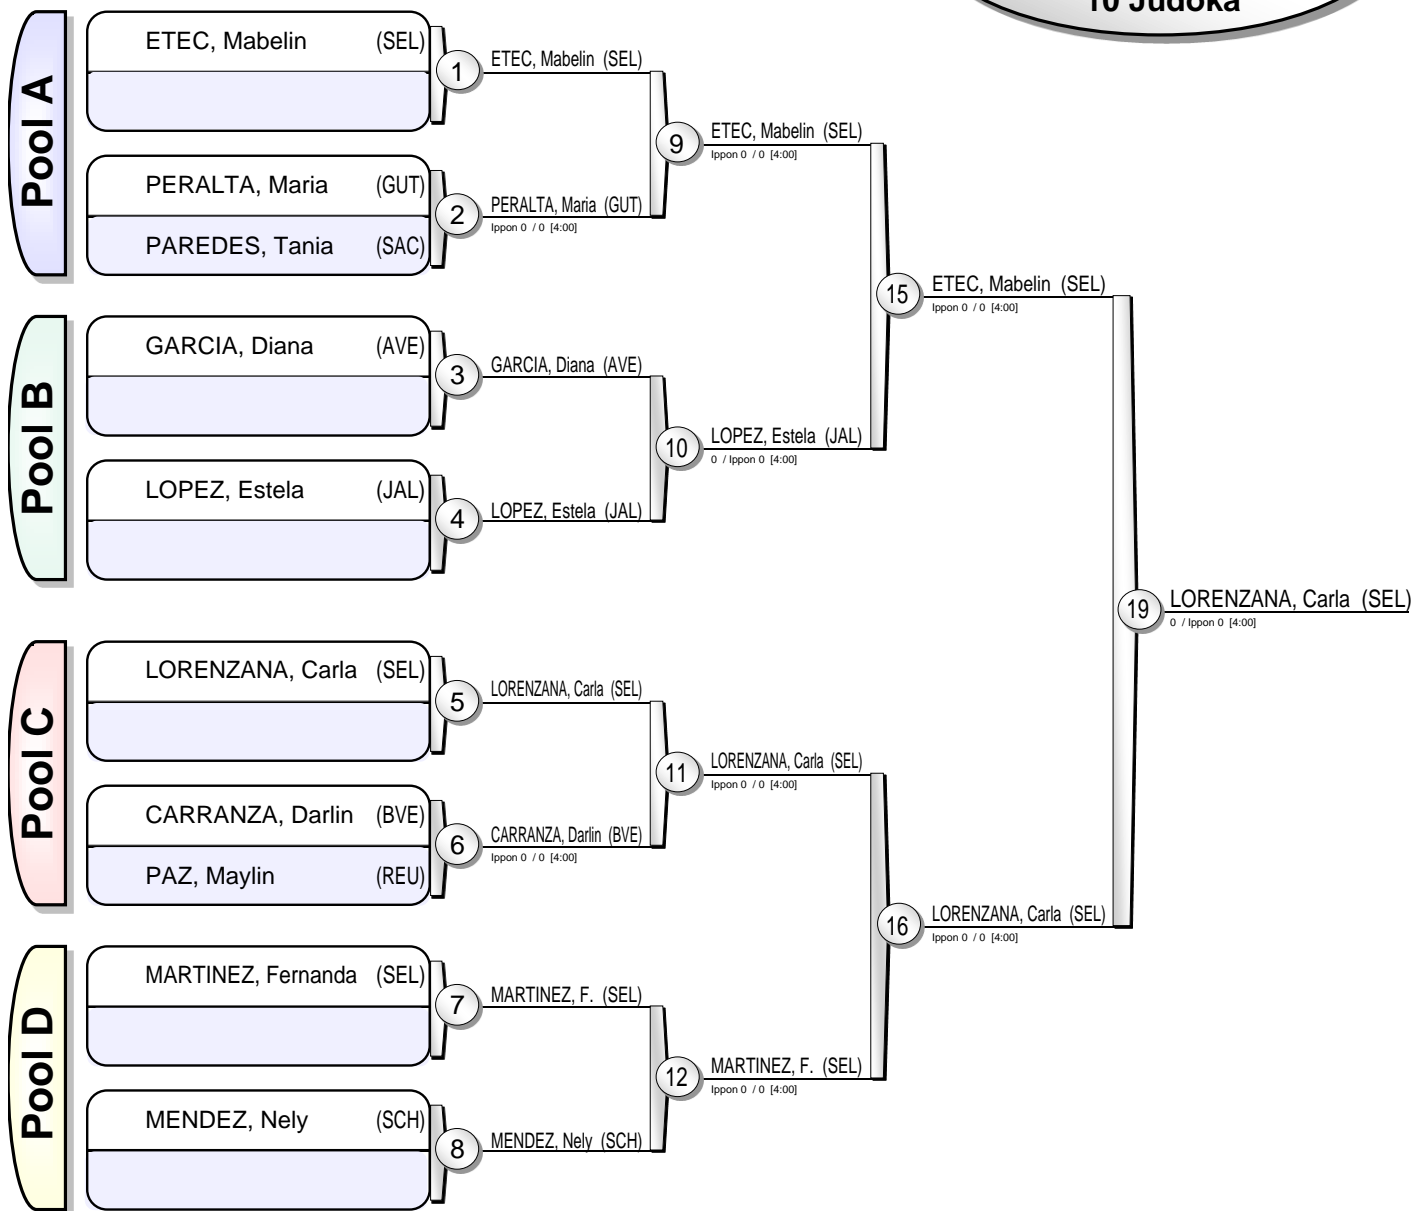 10 Judoka
Pool A
ETEC, Mabelin (SEL)
1
ETEC, Mabelin (SEL)
PERALTA, Maria (GUT)
PAREDES, Tania (SAC)
2
PERALTA, Maria (GUT)
Ippon 0 / 0 [4:00]
9
ETEC, Mabelin (SEL)
Ippon 0 / 0 [4:00]
Pool B
GARCIA, Diana (AVE)
3
GARCIA, Diana (AVE)
LOPEZ, Estela (JAL)
4
LOPEZ, Estela (JAL)
10
LOPEZ, Estela (JAL)
0 / Ippon 0 [4:00]
15
ETEC, Mabelin (SEL)
Ippon 0 / 0 [4:00]
Pool C
LORENZANA, Carla (SEL)
5
LORENZANA, Carla (SEL)
CARRANZA, Darlin (BVE)
PAZ, Maylin (REU)
6
CARRANZA, Darlin (BVE)
Ippon 0 / 0 [4:00]
11
LORENZANA, Carla (SEL)
Ippon 0 / 0 [4:00]
Pool D
MARTINEZ, Fernanda (SEL)
7
MARTINEZ, F. (SEL)
MENDEZ, Nely (SCH)
8
MENDEZ, Nely (SCH)
12
MARTINEZ, F. (SEL)
Ippon 0 / 0 [4:00]
16
LORENZANA, Carla (SEL)
Ippon 0 / 0 [4:00]
19
LORENZANA, Carla (SEL)
0 / Ippon 0 [4:00]